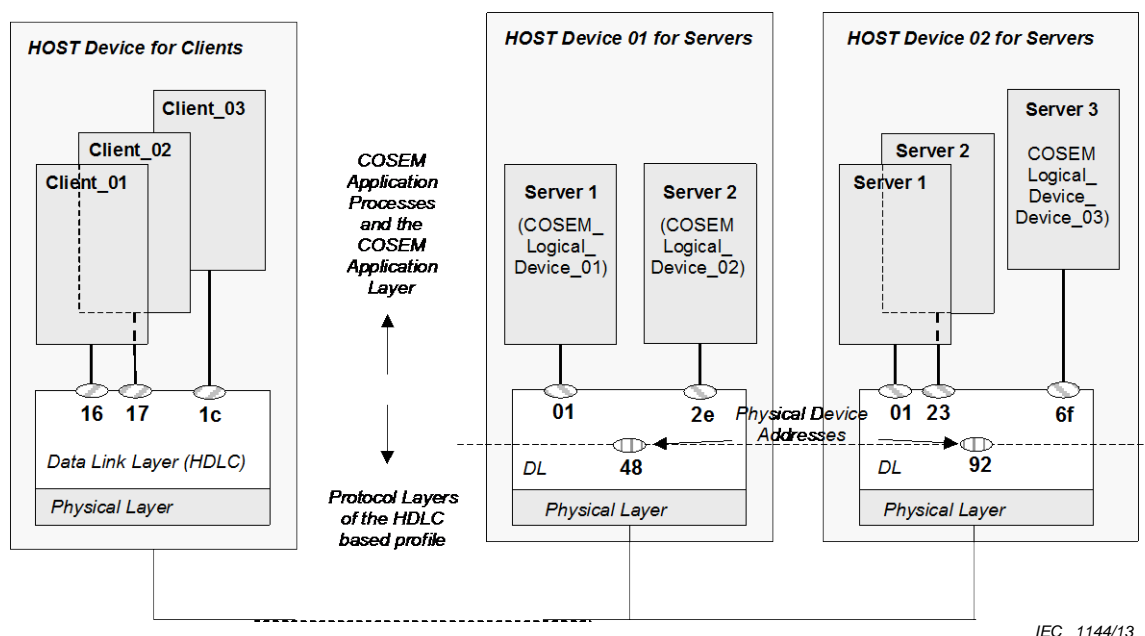 HOST Device for Clients
Client_03
Client_02
Client_01
16
17
1c
Data Link Layer (HDLC)
Physical Layer
COSEM
Application
Processes
and the
COSEM
Application
Layer
Protocol Layers
of the HDLC
based profile
HOST Device 01 for Servers
Server 1
(COSEM_
Logical_
Device_01)
Server 2
(COSEM
Logical_
Device_02)
01
2e
DL
48
Physical Layer
Physical Device
Addresses
HOST Device 02 for Servers
Server 3
COSEM
Logical_
Device_
Device_03)
Server 2
Server 1
01
23
6f
DL
92
Physical Layer
IEC 1144/13